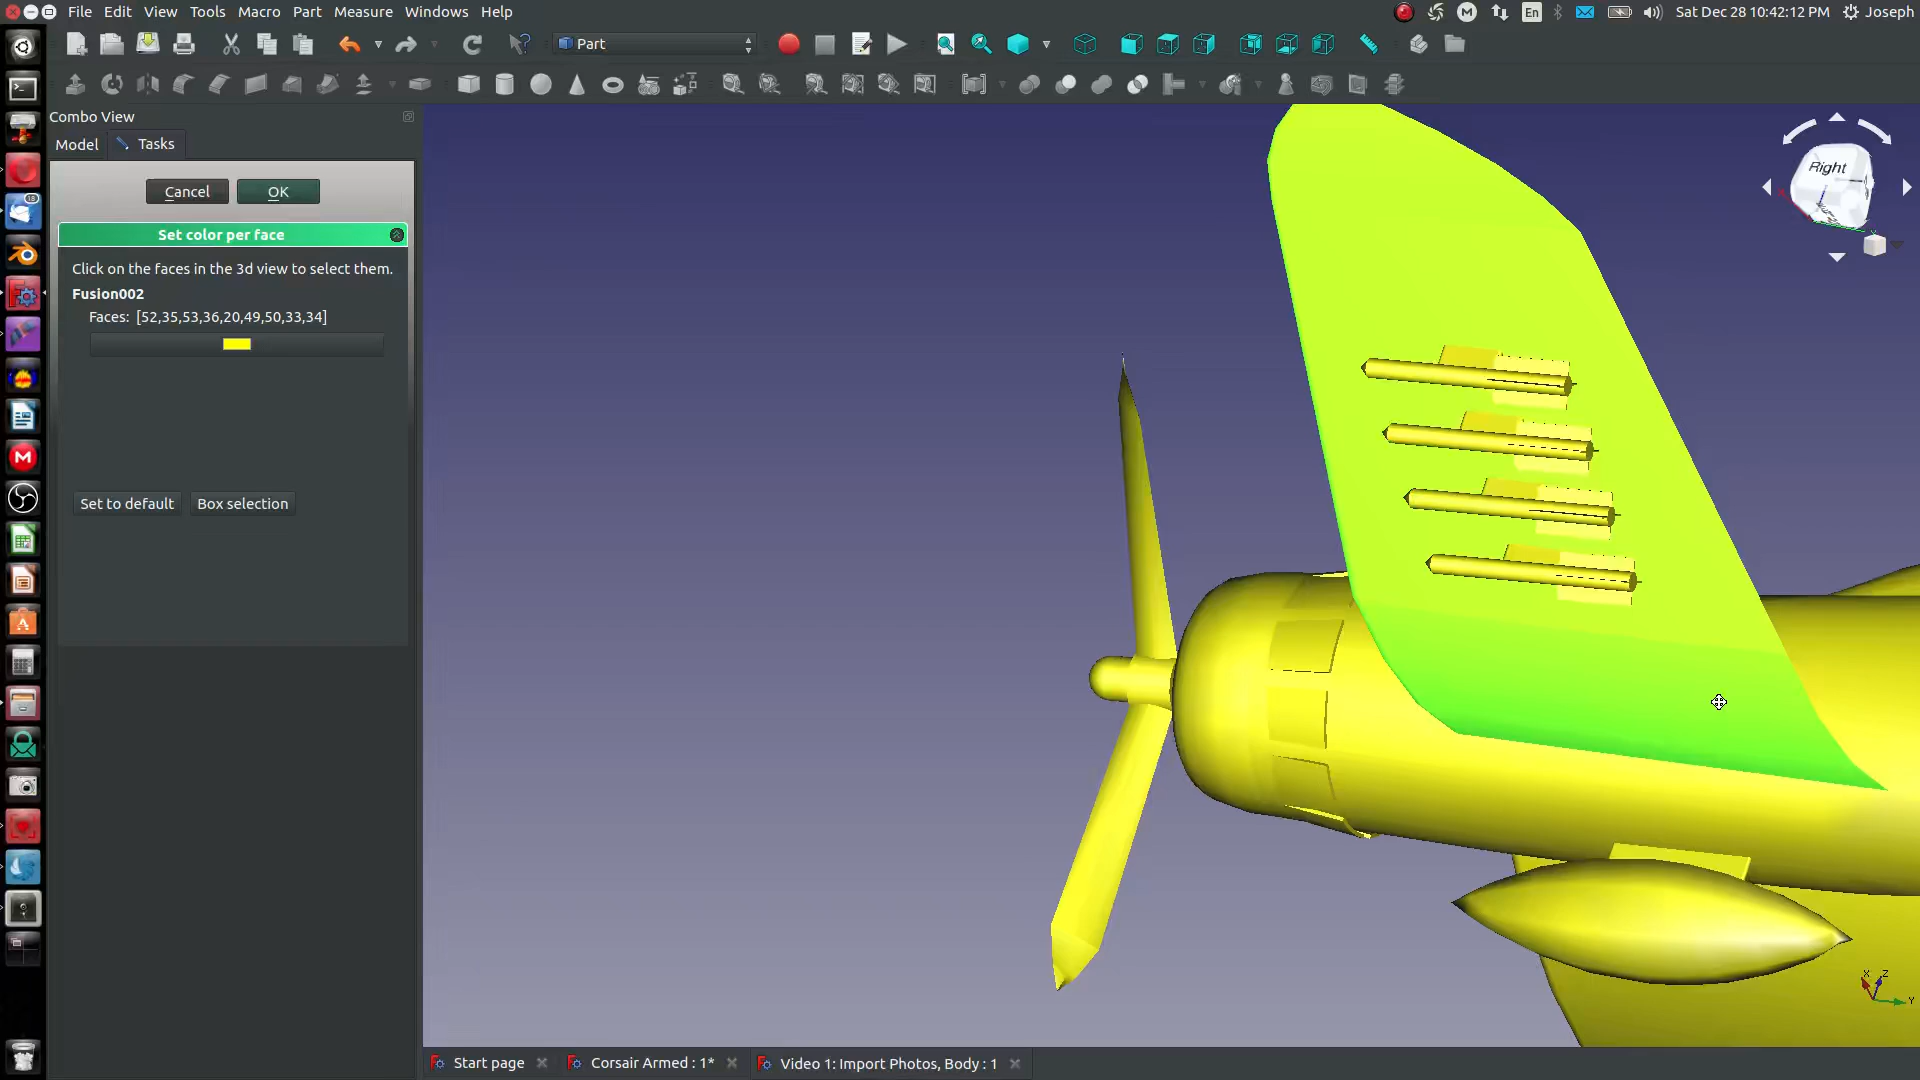 File Edit View Tools Macro Part Measure Windows Help
En
Sat Dec 28 10:42:12 PM
Joseph
Part
Combo View
Model Tasks
Cancel OK
Set color per face
Click on the faces in the 3d view to select them.
Fusion002
Faces: [52,35,53,36,20,49,50,33,34]
Set to default Box selection
Right
X Z
Y
Start page Corsair Armed : 1* Video 1: Import Photos, Body : 1